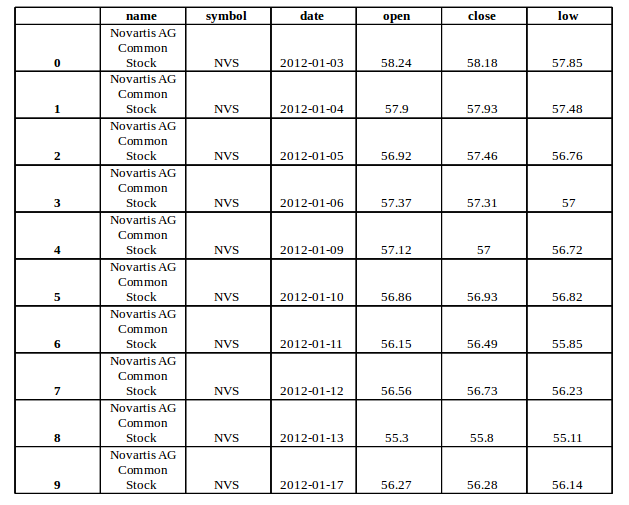 name symbol date open close low
Novartis AG
Common
0 Stock NVS 2012-01-03 58.24 58.18 57.85
Novartis AG
Common
1 Stock NVS 2012-01-04 57.9 57.93 57.48
Novartis AG
Common
2 Stock NVS 2012-01-05 56.92 57.46 56.76
Novartis AG
Common
3 Stock NVS 2012-01-06 57.37 57.31 57
Novartis AG
Common
4 Stock NVS 2012-01-09 57.12 57 56.72
Novartis AG
Common
5 Stock NVS 2012-01-10 56.86 56.93 56.82
Novartis AG
Common
6 Stock NVS 2012-01-11 56.15 56.49 55.85
Novartis AG
Common
7 Stock NVS 2012-01-12 56.56 56.73 56.23
Novartis AG
Common
8 Stock NVS 2012-01-13 55.3 55.8 55.11
Novartis AG
Common
9 Stock NVS 2012-01-17 56.27 56.28 56.14